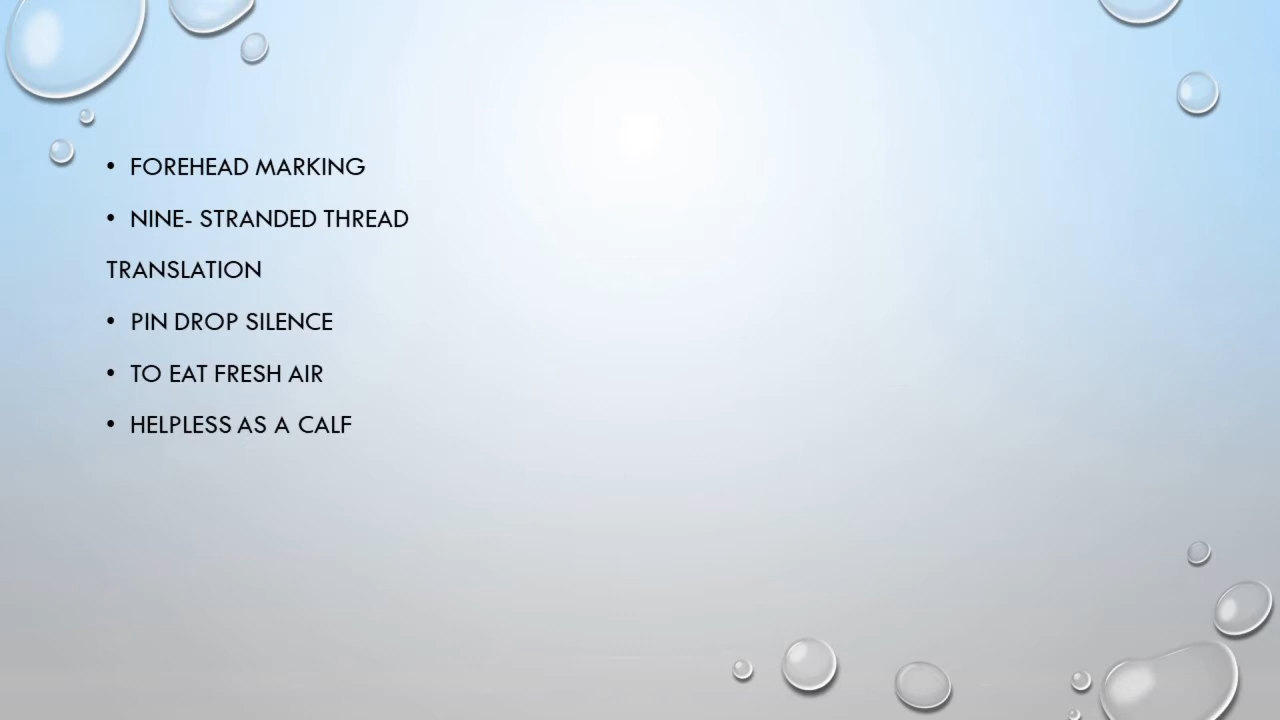 • FOREHEAD MARKING
• NINE- STRANDED THREAD
TRANSLATION
• PIN DROP SILENCE
• TO EAT FRESH AIR
• HELPLESS AS A CALF